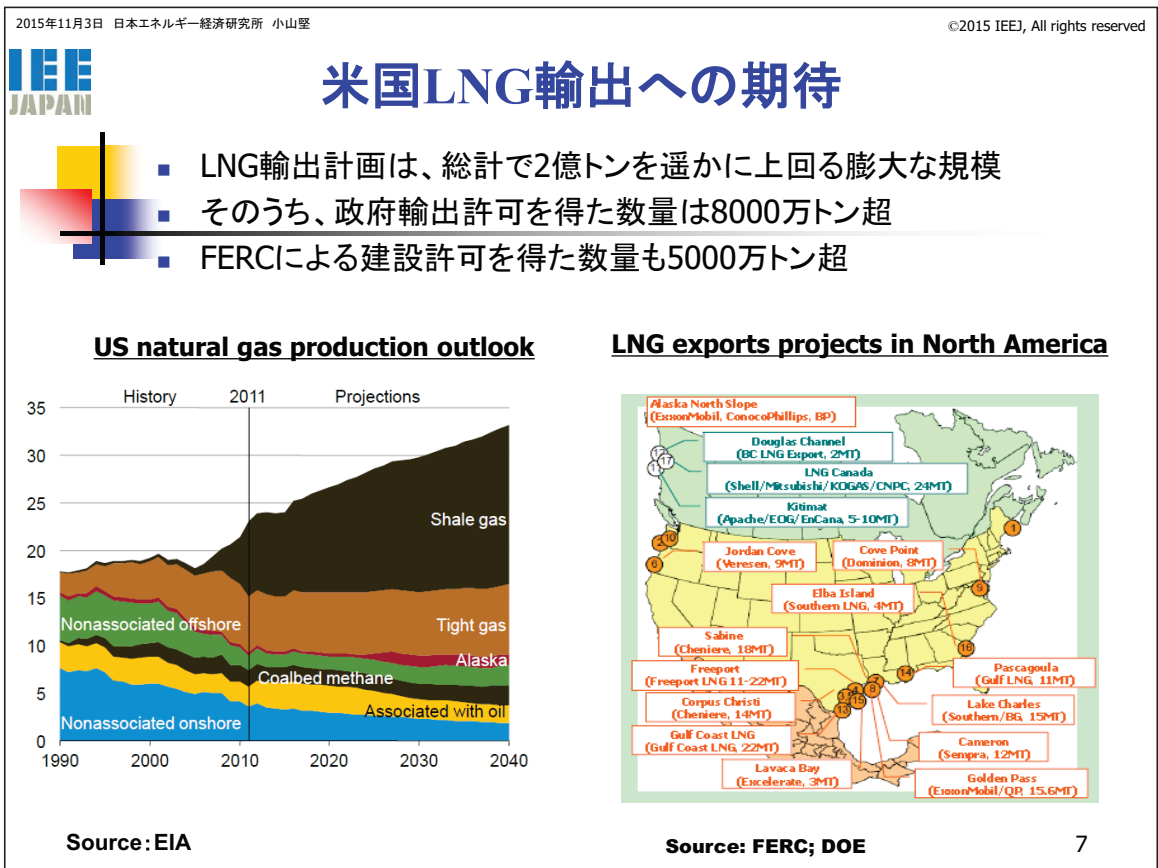 2015年11月3日 日本エネルギー経済研究所 小山堅
©2015 IEEJ, All rights reserved
IEE
JAPAN
米国LNG輸出への期待
LNG輸出計画は、総計で2億トンを遥かに上回る膨大な規模
そのうち、政府輸出許可を得た数量は8000万トン超
FERCによる建設許可を得た数量も5000万トン超
US natural gas production outlook
History 2011 Projections
35
30
25
20
15
10
5
0
Shale gas
Tight gas
Nonassociated offshore
Alaska
Coalbed methane
Associated with oil
Nonassociated onshore
1990 2000 2010 2020 2030 2040
Source:EIA
LNG exports projects in North America
Alaska North Slope
(ExxonMobil, ConocoPhillips, BP)
Douglas Channel
(BC LNG Export, 2MT)
LNG Canada
(Shell/Mitsubishi/KOGAS/CNPC, 24MT)
Kitimat
(Apache/EOG/EnCana, 5-10MT)
Jordan Cove
(Veresen, 9MT)
Cove Point
(Dominion, 8MT)
Elba Island
(Southern LNG, 4MT)
Sabine
(Cheniere, 18MT)
Freeport
(Freeport LNG 11-22MT)
Pascagoula
(Gulf LNG, 11MT)
Corpus Christi
(Cheniere, 14MT)
Lake Charles
(Southern/BG, 15MT)
Gulf Coast LNG
(Gulf Coast LNG, 22MT)
Cameron
(Sempra, 12MT)
Lavaca Bay
(Excelerate, 3MT)
Golden Pass
(ExxonMobil/QP, 15.6MT)
17
1
10
6
5
16
14
8
15
13
Source: FERC; DOE
7